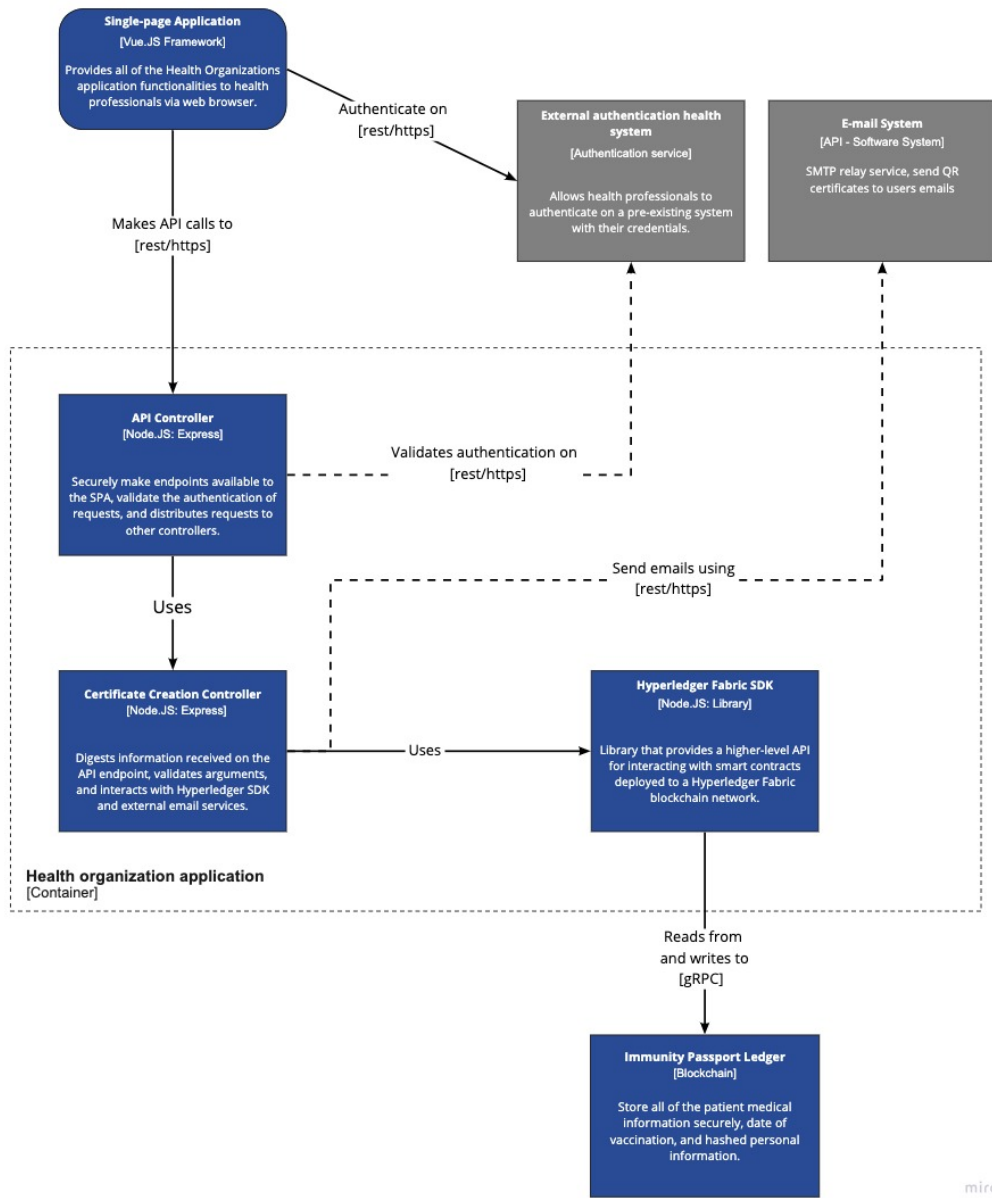 Single-page Application
[Vue.JS Framework]
Provides all of the Health Organizations
application functionalities to health
professionals via web browser.
Authenticate on
[rest/https]
External authentication health
system
[Authentication service]
Allows health professionals to
authenticate on a pre-existing system
with their credentials.
E-mail System
[API - Software System]
SMTP relay service, send QR
certificates to users emails
Makes API calls to
[rest/https]
API Controller
[Node.JS: Express]
Securely make endpoints available to
the SPA, validate the authentication of
requests, and distributes requests to
other controllers.
Validates authentication on
[rest/https]
Uses
Send emails using
[rest/https]
Certificate Creation Controller
[Node.JS: Express]
Digests information received on the
API endpoint, validates arguments,
and interacts with Hyperledger SDK
and external email services.
Uses
Hyperledger Fabric SDK
[Node.JS: Library]
Library that provides a higher-level API
for interacting with smart contracts
deployed to a Hyperledger Fabric
blockchain network.
Health organization application
[Container]
Reads from
and writes to
[gRPC]
Immunity Passport Ledger
[Blockchain]
Store all of the patient medical
information securely, date of
vaccination, and hashed personal
information.